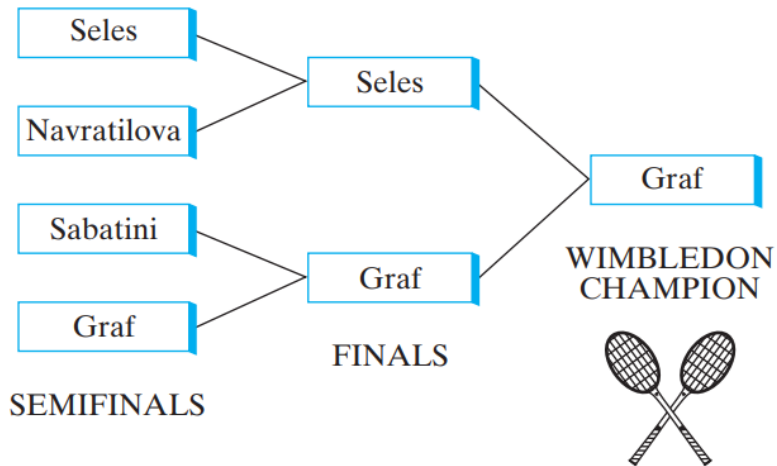 Seles
Navratilova
Sabatini
Graf
SEMIFINALS
Seles
Graf
FINALS
Graf
WIMBLEDON
CHAMPION